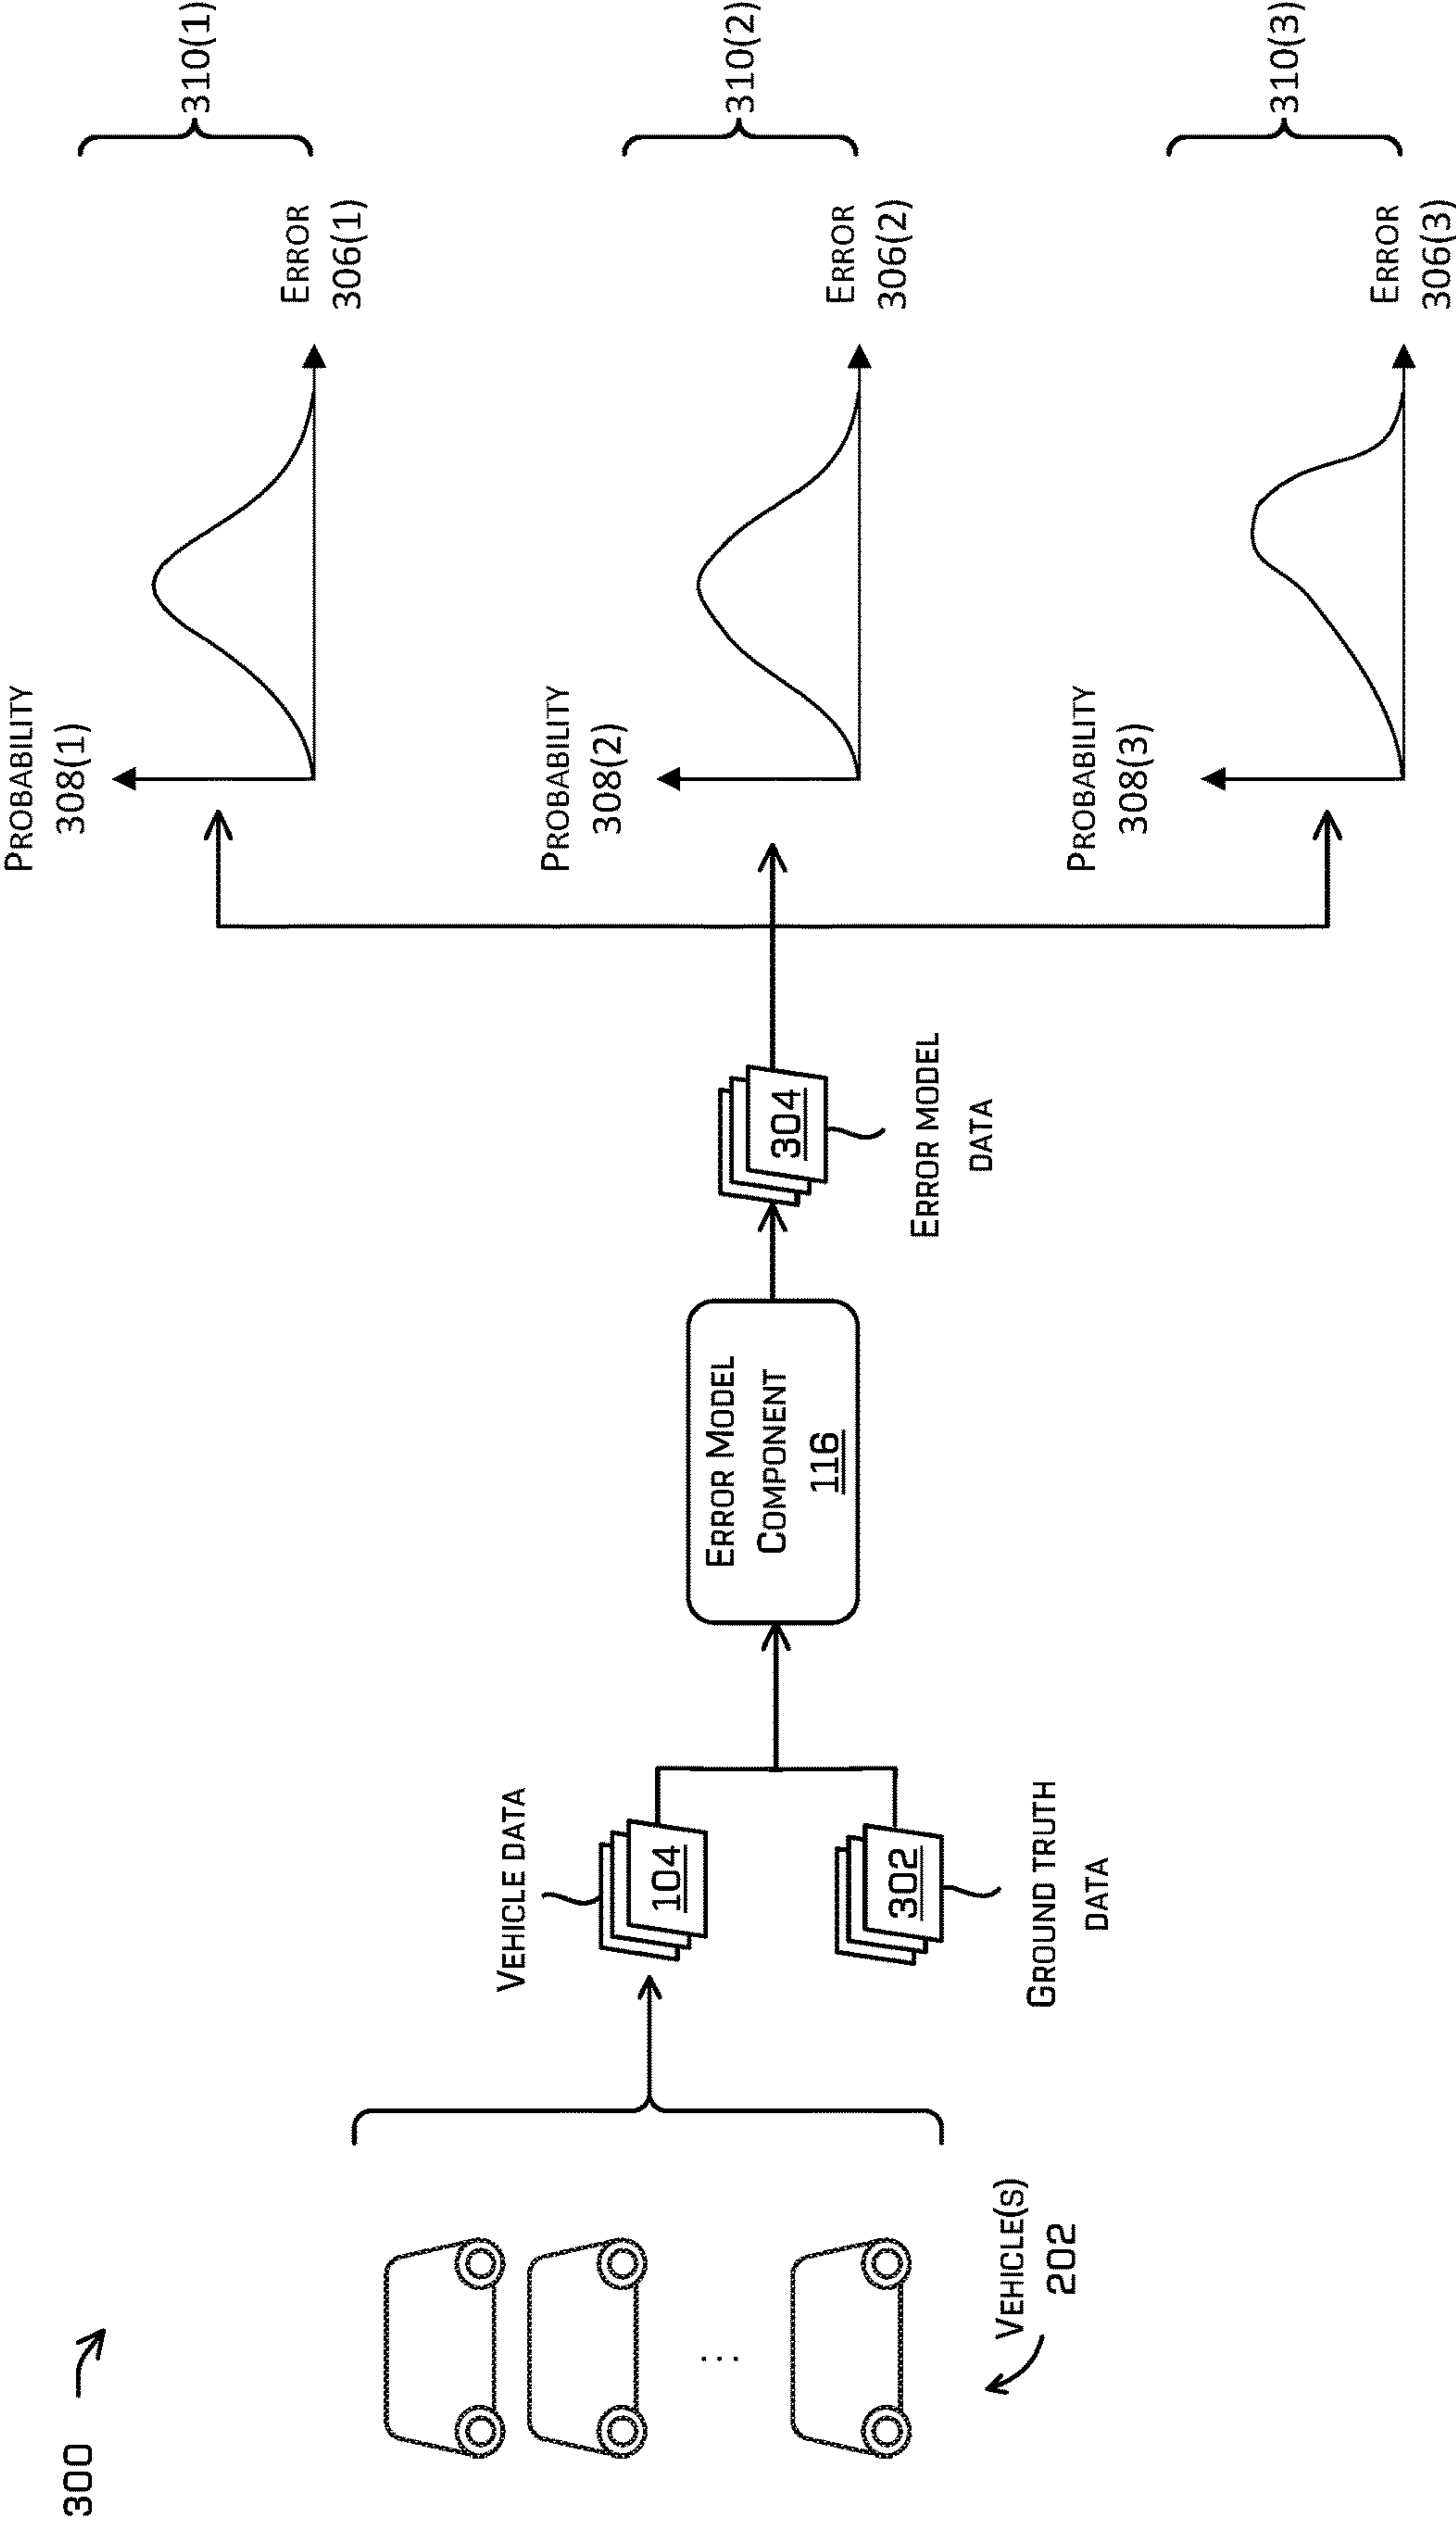 300
VEHICLE(S)
202
VEHICLE DATA
104
302
GROUND TRUTH
DATA
ERROR MODEL
COMPONENT
116
304
ERROR MODEL
DATA
PROBABILITY
308(1)
ERROR
306(1)
310(1)
PROBABILITY
308(2)
ERROR
306(2)
310(2)
PROBABILITY
308(3)
ERROR
306(3)
310(3)